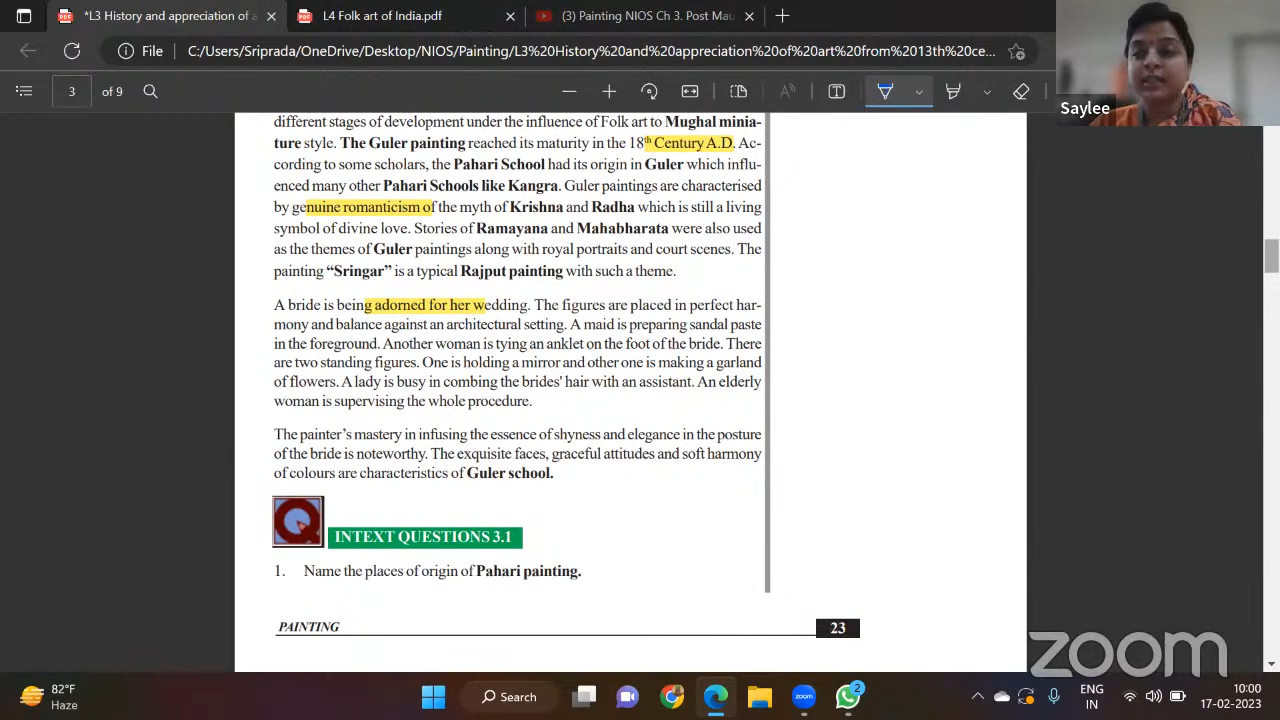 *L3 History and appreciation of a
L4 Folk art of India.pdf
(3) Painting NIOS Ch 3. Post Mau
File
C:/Users/Sriprada/OneDrive/Desktop/NIOS/Painting/L3%20History%20and%20appreciation%20of%20art%20from%2013th%20ce...
3
of 9
Saylee
different stages of development under the influence of Folk art to Mughal minia-
ture style. The Guler painting reached its maturity in the 18th Century A.D. Ac-
cording to some scholars, the Pahari School had its origin in Guler which influ-
enced many other Pahari Schools like Kangra. Guler paintings are characterised
by genuine romanticism of the myth of Krishna and Radha which is still a living
symbol of divine love. Stories of Ramayana and Mahabharata were also used
as the themes of Guler paintings along with royal portraits and court scenes. The
painting “Sringar” is a typical Rajput painting with such a theme.
A bride is being adorned for her wedding. The figures are placed in perfect har-
mony and balance against an architectural setting. A maid is preparing sandal paste
in the foreground. Another woman is tying an anklet on the foot of the bride. There
are two standing figures. One is holding a mirror and other one is making a garland
of flowers. A lady is busy in combing the brides' hair with an assistant. An elderly
woman is supervising the whole procedure.
The painter’s mastery in infusing the essence of shyness and elegance in the posture
of the bride is noteworthy. The exquisite faces, graceful attitudes and soft harmony
of colours are characteristics of Guler school.
INTEXT QUESTIONS 3.1
1. Name the places of origin of Pahari painting.
PAINTING
23
zoom
82°F
Haze
Search
zoom
2
ENG
IN
10:00
17-02-2023